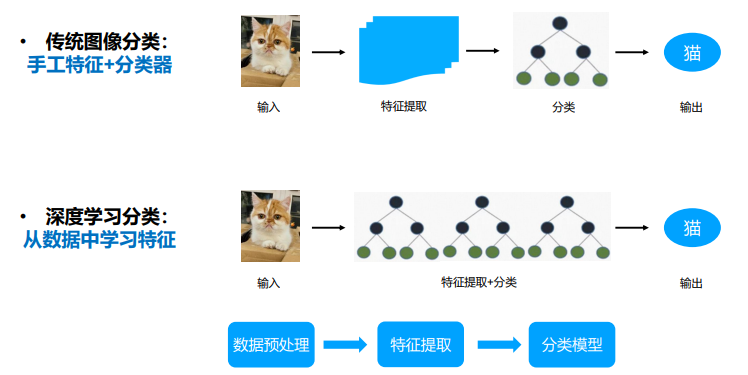 • 传统图像分类:
手工特征+分类器
猫
输入
特征提取
分类
输出
• 深度学习分类:
从数据中学习特征
猫
输入
特征提取+分类
输出
数据预处理
特征提取
分类模型